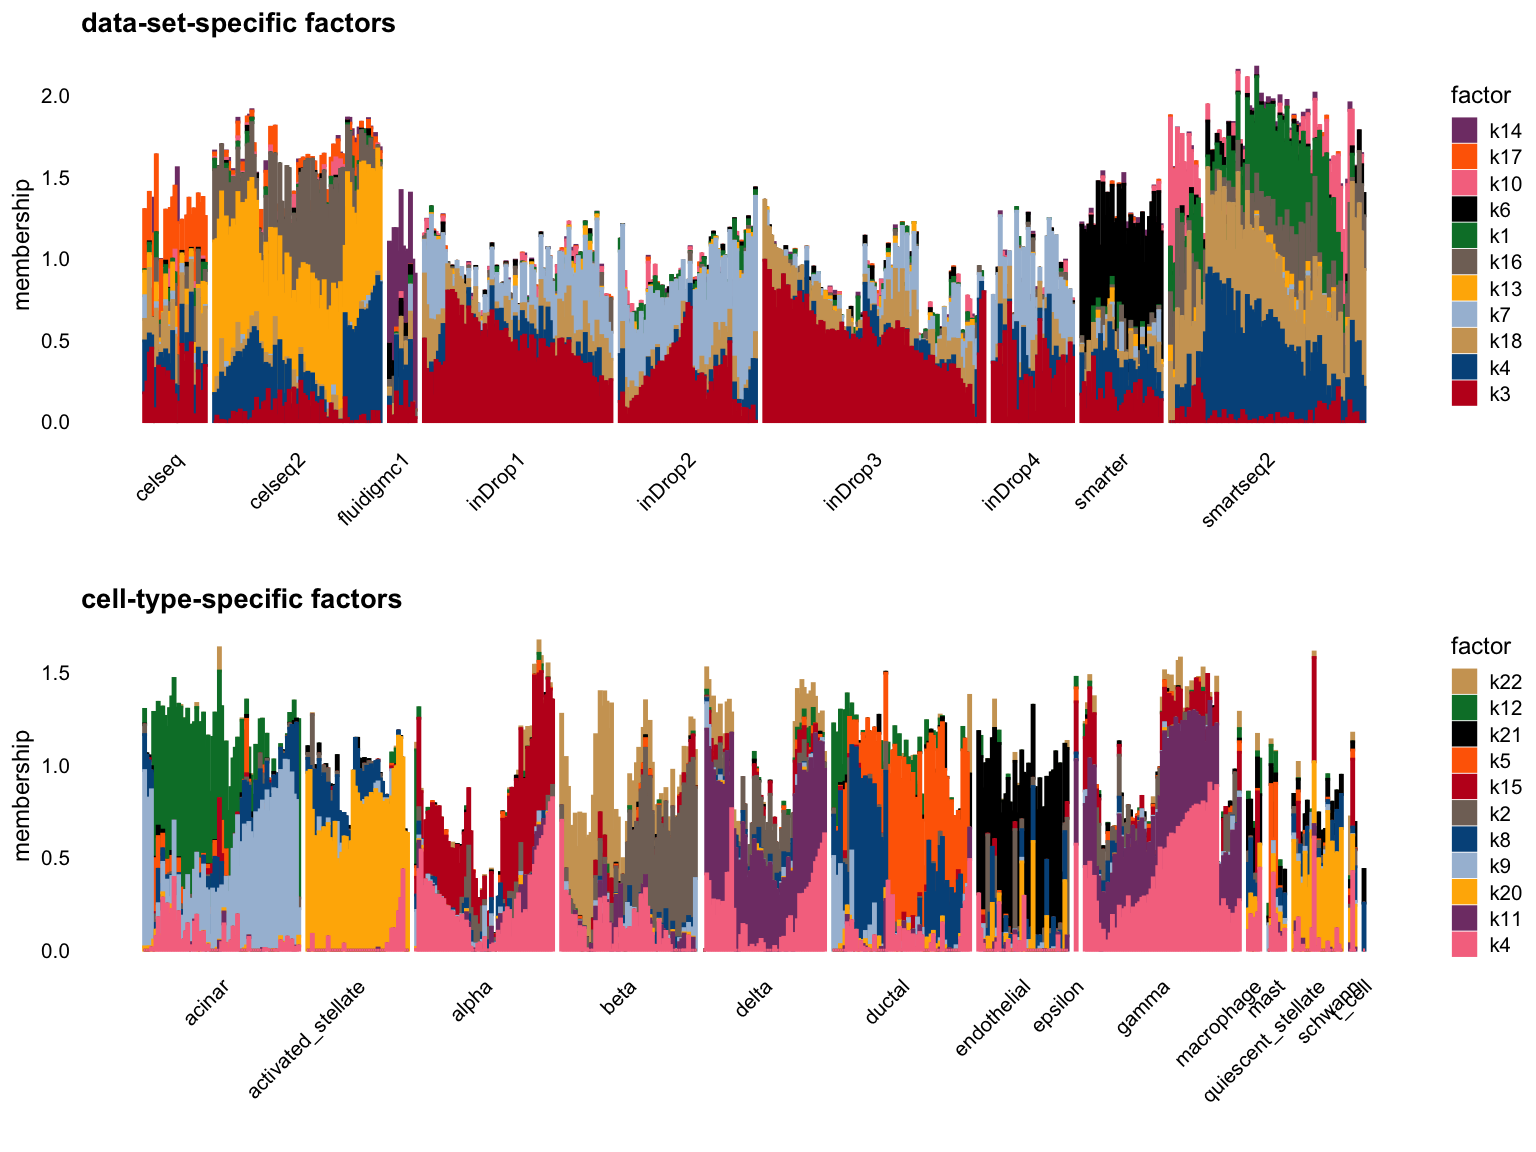 data-set-specific factors
membership
2.0
1.5
1.0
0.5
0.0
celseq
celseq2
fluidigmc1
inDrop1
inDrop2
inDrop3
inDrop4
smarter
smartseq2
factor
k14
k17
k10
k6
k1
k16
k13
k7
k18
k4
k3
cell-type-specific factors
membership
1.5
1.0
0.5
0.0
acinar
activated_stellate
alpha
beta
delta
ductal
endothelial
epsilon
gamma
macrophage
mast
quiescent_stellate
schwann
t_cell
factor
k22
k12
k21
k5
k15
k2
k8
k9
k20
k11
k4